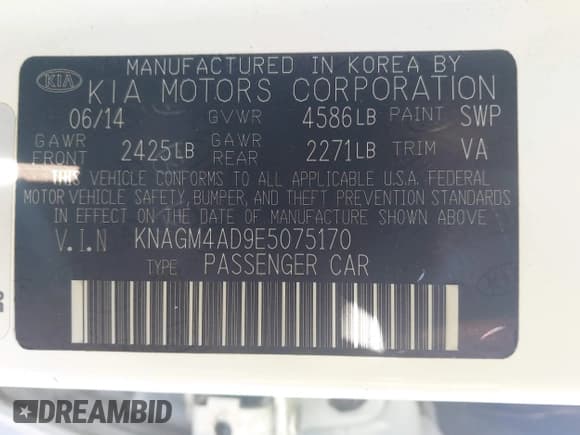 MANUFACTURED IN KOREA BY
KIA KIA MOTORS CORPORATION
06/14 GVWR 4586LB PAINT SWP
GAWR FRONT 2425LB GAWR REAR 2271LB TRIM VA
THIS VEHICLE CONFORMS TO ALL APPLICABLE U.S.A. FEDERAL
MOTOR VEHICLE SAFETY, BUMPER, AND THEFT PREVENTION STANDARDS
IN EFFECT ON THE DATE OF MANUFACTURE SHOWN ABOVE.
V.I.N KNAGM4AD9E5075170
TYPE PASSENGER CAR
DREAMBID